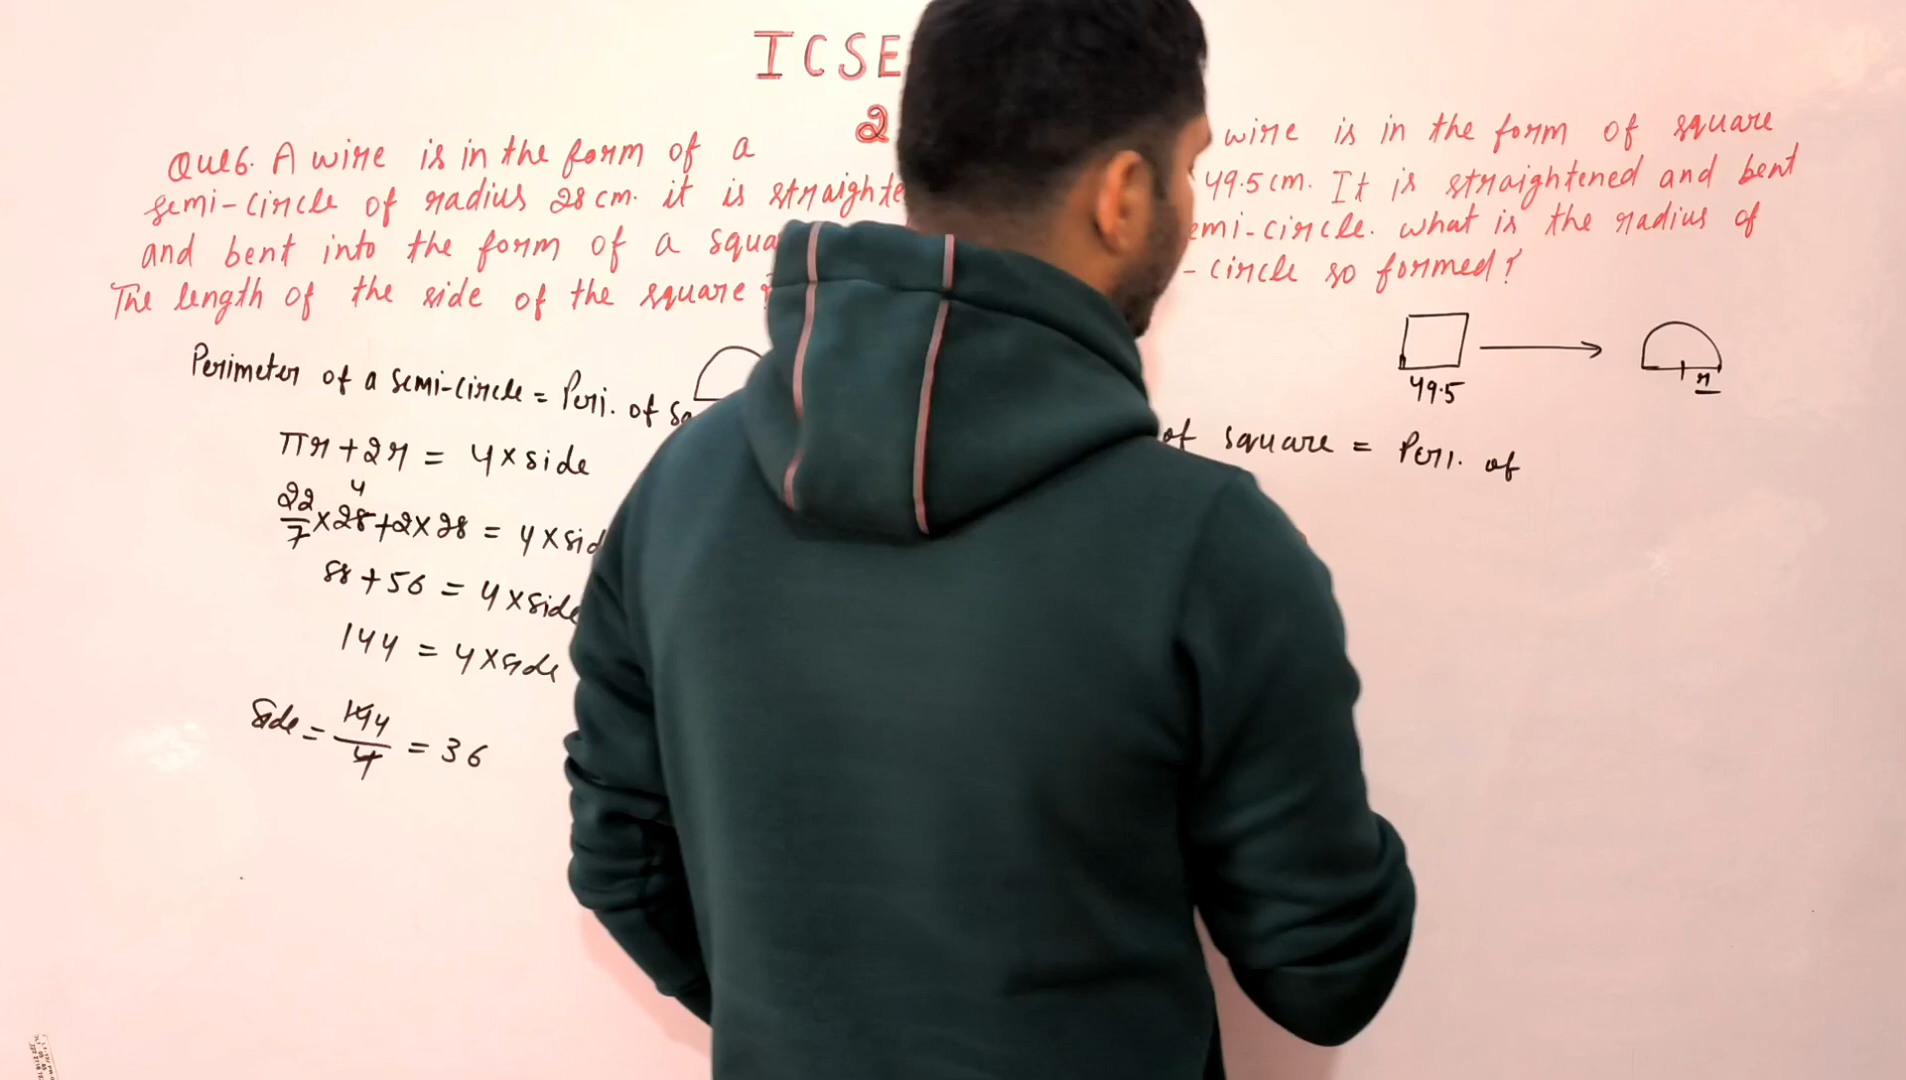 ICSE
2
Que6. A wire is in the form of a
semi-circle of radius 28 cm. it is straighte
and bent into the form of a squa
The length of the side of the square ?
Perimeter of a semi-circle = Peri. of sq
πr + 2r = 4 × side
22/7 × 28 + 2 × 28 = 4 × sid
4
88 + 56 = 4 × side
144 = 4 × side
Side = 144/4 = 36
wire is in the form of square
49.5 cm. It is straightened and bent
emi-circle. what is the radius of
- circle so formed?
49.5
r
of square = Peri. of